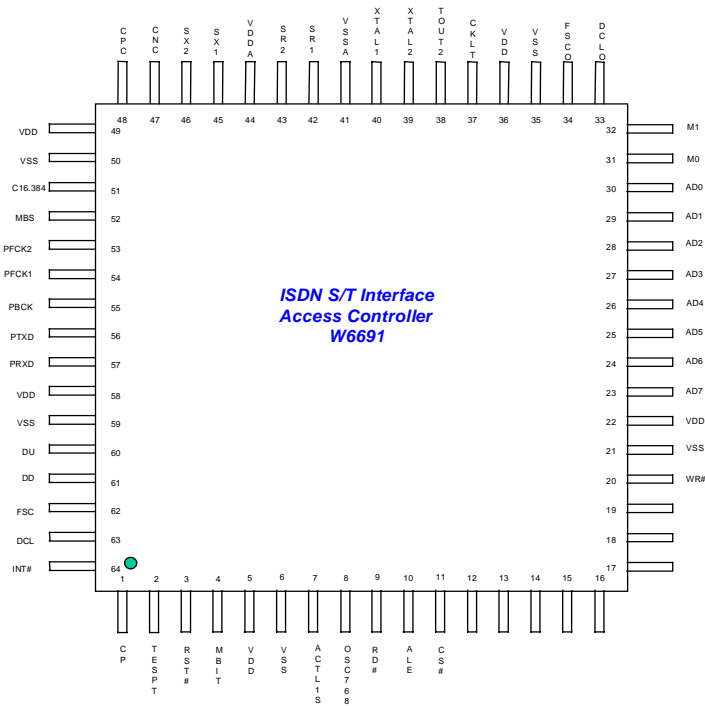 CPC CNC SX2 SX1 VDDA SR2 SR1 VSSA XTAL1 XTAL2 TOUT2 CKLT VDD VSS FSCO DCLO
48 47 46 45 44 43 42 41 40 39 38 37 36 35 34 33
VDD 49
VSS 50
C16.384 51
MBS 52
PFCK2 53
PFCK1 54
PBCK 55
PTXD 56
PRXD 57
VDD 58
VSS 59
DU 60
DD 61
FSC 62
DCL 63
INT# 64
ISDN S/T Interface
Access Controller
W6691
32 M1
31 M0
30 AD0
29 AD1
28 AD2
27 AD3
26 AD4
25 AD5
24 AD6
23 AD7
22 VDD
21 VSS
20 WR#
19
18
17
1 2 3 4 5 6 7 8 9 10 11 12 13 14 15 16
CP TESPT RST# MBIT VDD VSS ACTL1S OSC768 RD# ALE CS#